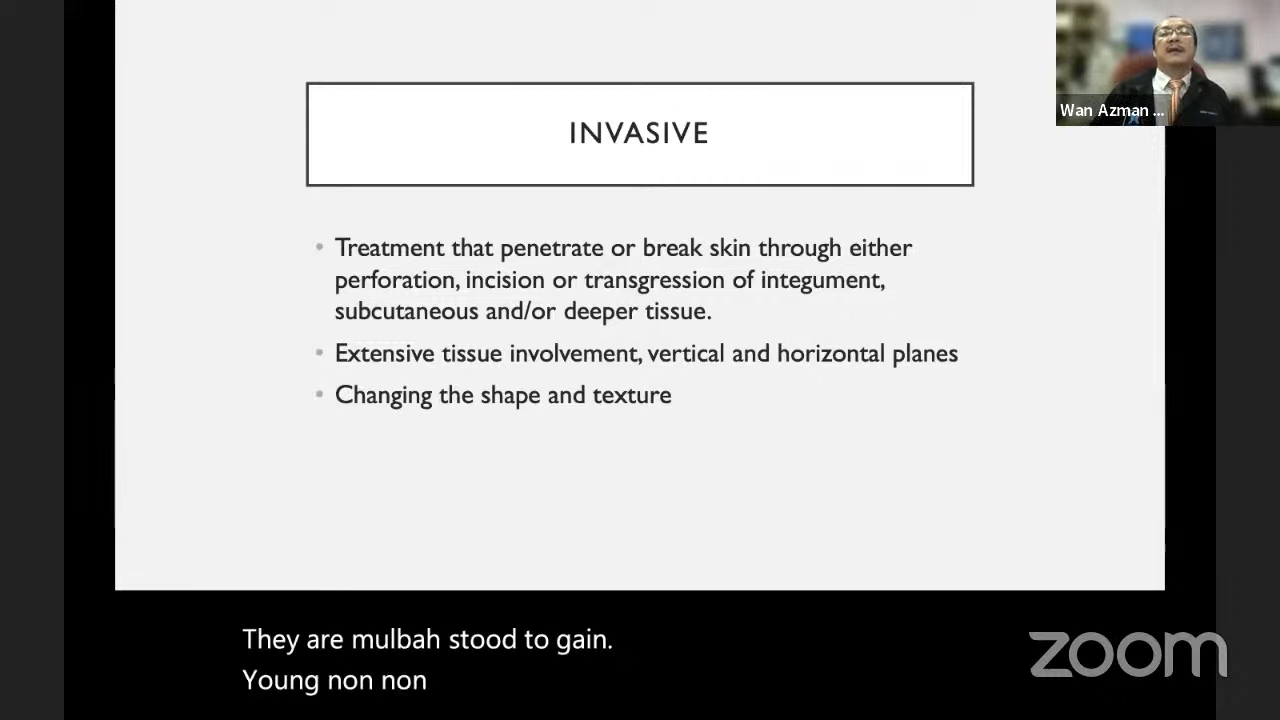 INVASIVE
Wan Azman ...
• Treatment that penetrate or break skin through either
perforation, incision or transgression of integument,
subcutaneous and/or deeper tissue.
• Extensive tissue involvement, vertical and horizontal planes
• Changing the shape and texture
They are mulbah stood to gain.
Young non non
zoom